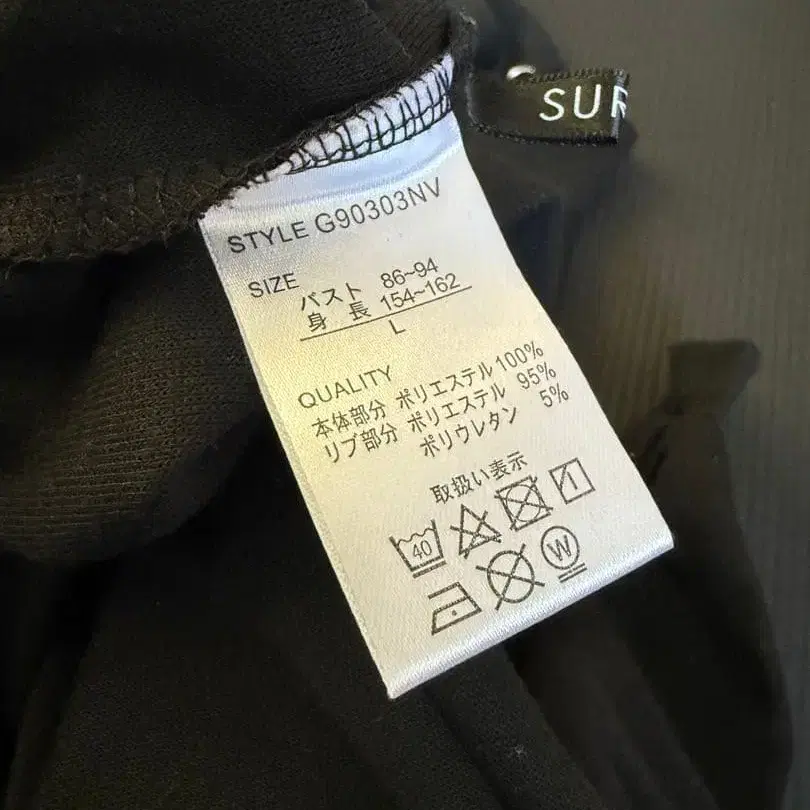 SUR
STYLE G90303NV
SIZE
バスト 86~94
身長 154~162
L
QUALITY
本体部分 ポリエステル 100%
リブ部分 ポリエステル 95%
ポリウレタン 5%
取扱い表示
40
W